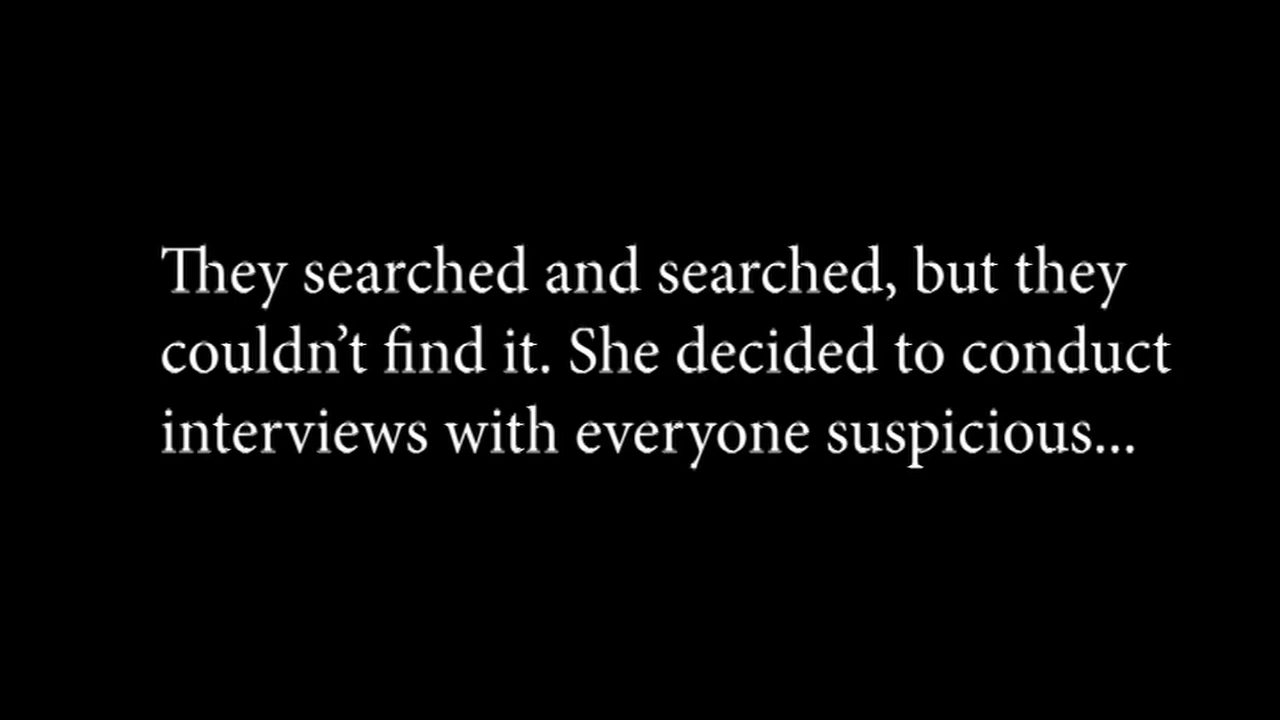 They searched and searched, but they
couldn’t find it. She decided to conduct
interviews with everyone suspicious...